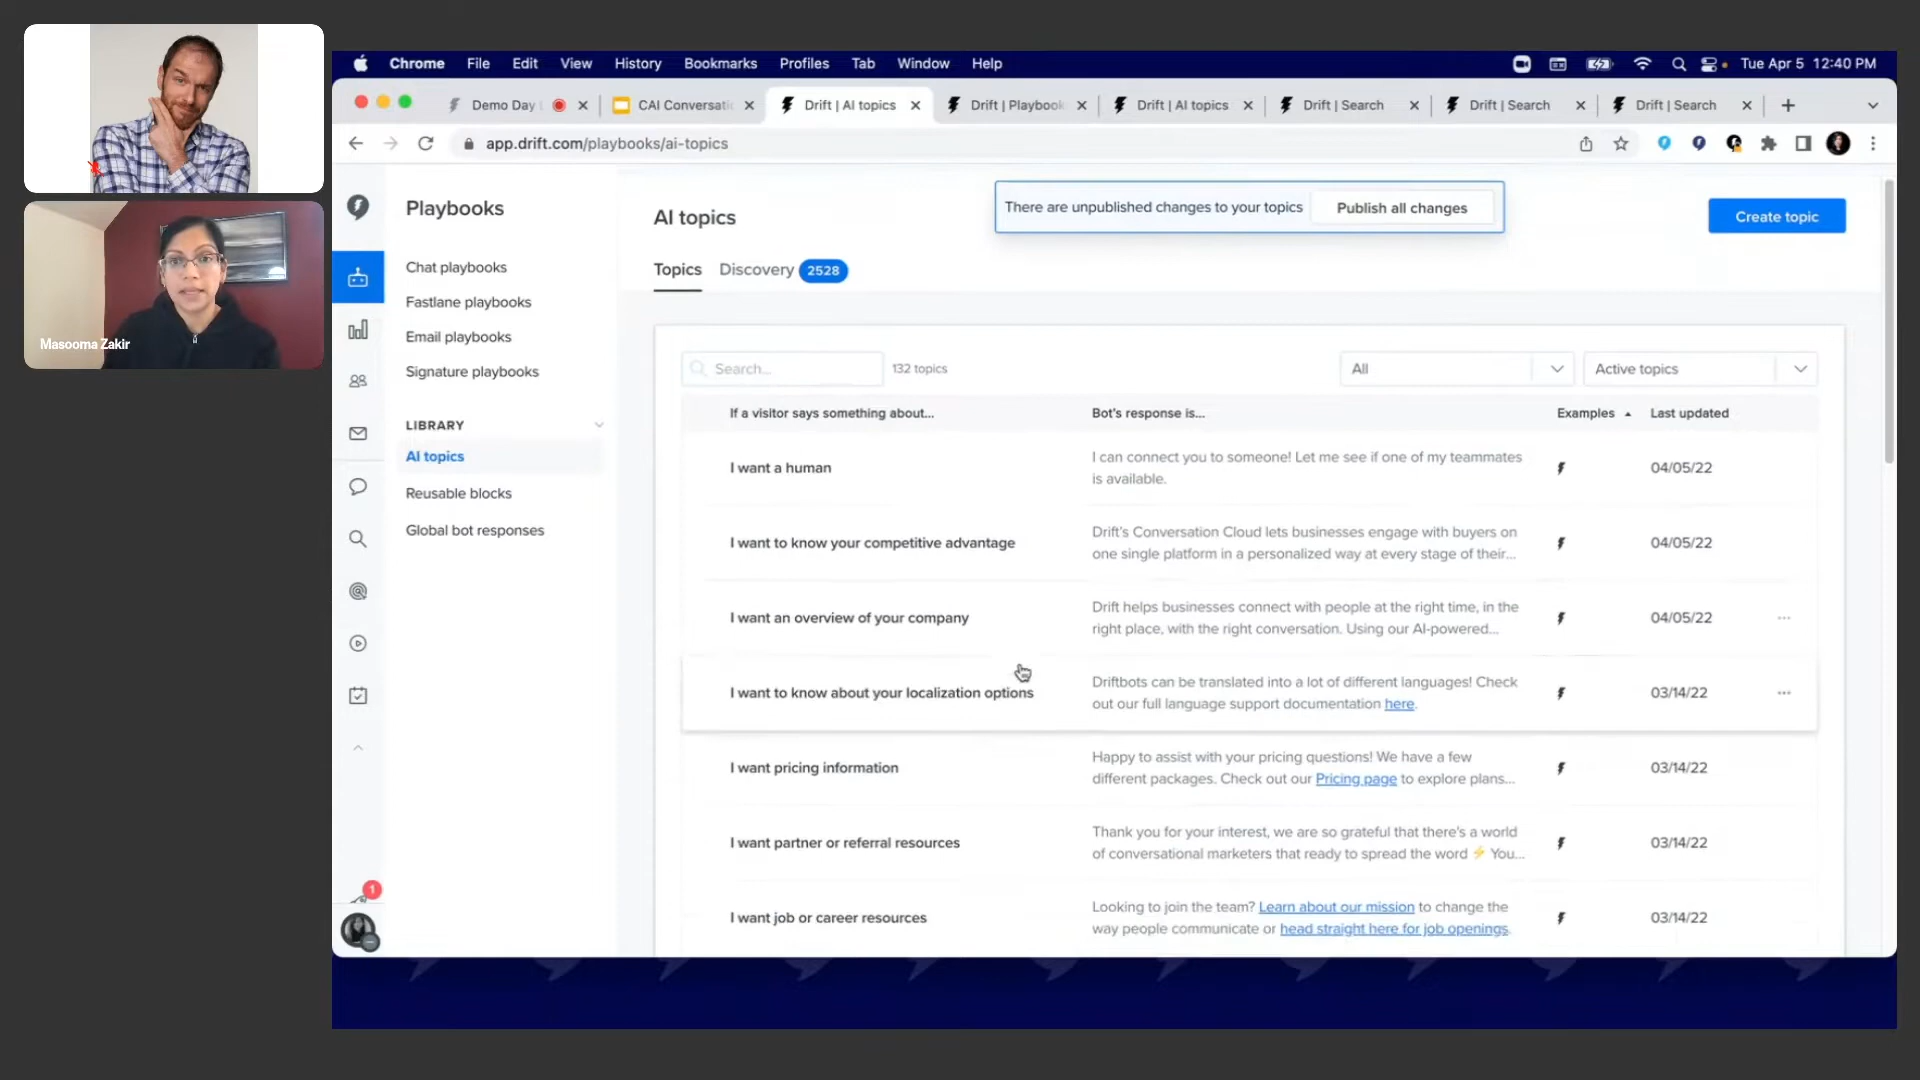 Masooma Zakir
Chrome File Edit View History Bookmarks Profiles Tab Window Help Tue Apr 5 12:40 PM
Demo Day CAI Conversati Drift | AI topics Drift | Playbook Drift | AI topics Drift | Search Drift | Search Drift | Search
app.drift.com/playbooks/ai-topics
Playbooks
Chat playbooks
Fastlane playbooks
Email playbooks
Signature playbooks
LIBRARY
AI topics
Reusable blocks
Global bot responses
1
AI topics
There are unpublished changes to your topics Publish all changes
Create topic
Topics Discovery 2528
Search... 132 topics All Active topics
If a visitor says something about... Bot's response is... Examples Last updated
I want a human
I can connect you to someone! Let me see if one of my teammates
is available.
04/05/22
I want to know your competitive advantage
Drift's Conversation Cloud lets businesses engage with buyers on
one single platform in a personalized way at every stage of their...
04/05/22
I want an overview of your company
Drift helps businesses connect with people at the right time, in the
right place, with the right conversation. Using our AI-powered...
04/05/22
I want to know about your localization options
Driftbots can be translated into a lot of different languages! Check
out our full language support documentation here.
03/14/22
I want pricing information
Happy to assist with your pricing questions! We have a few
different packages. Check out our Pricing page to explore plans...
03/14/22
I want partner or referral resources
Thank you for your interest, we are so grateful that there's a world
of conversational marketers that ready to spread the word ⚡ You...
03/14/22
I want job or career resources
Looking to join the team? Learn about our mission to change the
way people communicate or head straight here for job openings.
03/14/22